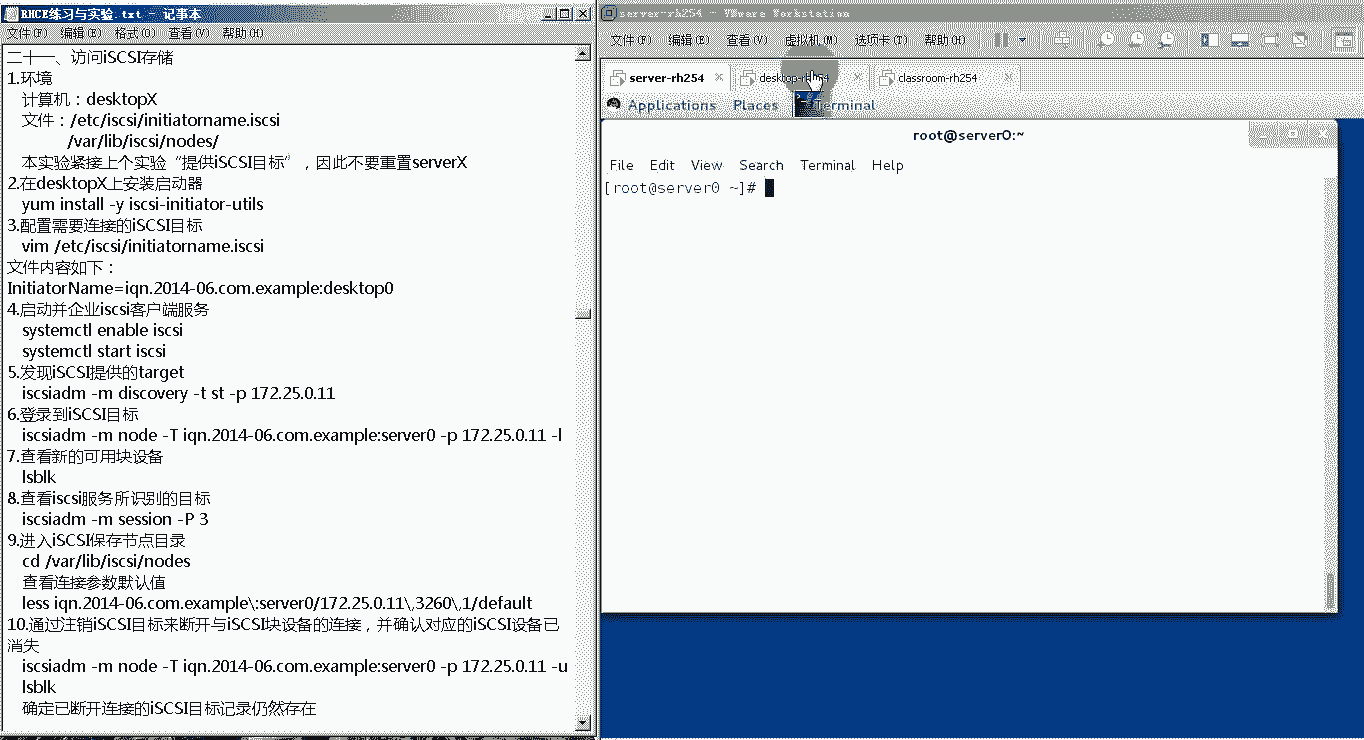 RHCE练习与实验.txt - 记事本
文件(F) 编辑(E) 格式(O) 查看(V) 帮助(H)
二十一、访问iSCSI存储
1.环境
计算机：desktopX
文件：/etc/iscsi/initiatorname.iscsi
/var/lib/iscsi/nodes/
本实验紧接上个实验“提供iSCSI目标”，因此不要重置serverX
2.在desktopX上安装启动器
yum install -y iscsi-initiator-utils
3.配置需要连接的iSCSI目标
vim /etc/iscsi/initiatorname.iscsi
文件内容如下：
InitiatorName=iqn.2014-06.com.example:desktop0
4.启动并企业iscsi客户端服务
systemctl enable iscsi
systemctl start iscsi
5.发现iSCSI提供的target
iscsiadm -m discovery -t st -p 172.25.0.11
6.登录到iSCSI目标
iscsiadm -m node -T iqn.2014-06.com.example:server0 -p 172.25.0.11 -l
7.查看新的可用块设备
lsblk
8.查看iscsi服务所识别的目标
iscsiadm -m session -P 3
9.进入iSCSI保存节点目录
cd /var/lib/iscsi/nodes
查看连接参数默认值
less iqn.2014-06.com.example\:server0/172.25.0.11\,3260\,1/default
10.通过注销iSCSI目标来断开与iSCSI块设备的连接，并确认对应的iSCSI设备已
消失
iscsiadm -m node -T iqn.2014-06.com.example:server0 -p 172.25.0.11 -u
lsblk
确定已断开连接的iSCSI目标记录仍然存在
server-rh254 - VMware Workstation
文件(F) 编辑(E) 查看(V) 虚拟机(M) 选项卡(T) 帮助(H)
server-rh254 × desktop-rh254 × classroom-rh254 ×
Applications Places Terminal
root@server0:~
File Edit View Search Terminal Help
[root@server0 ~]#